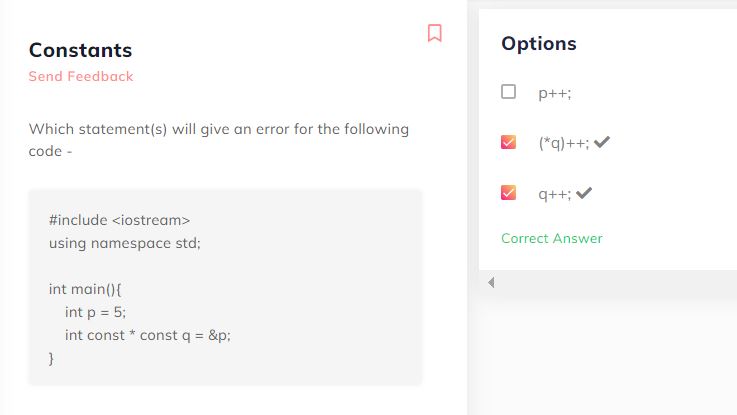 Constants
Send Feedback
Which statement(s) will give an error for the following
code -
#include <iostream>
using namespace std;
int main(){
int p = 5;
int const * const q = &p;
}
Options
p++;
(*q)++;
q++;
Correct Answer